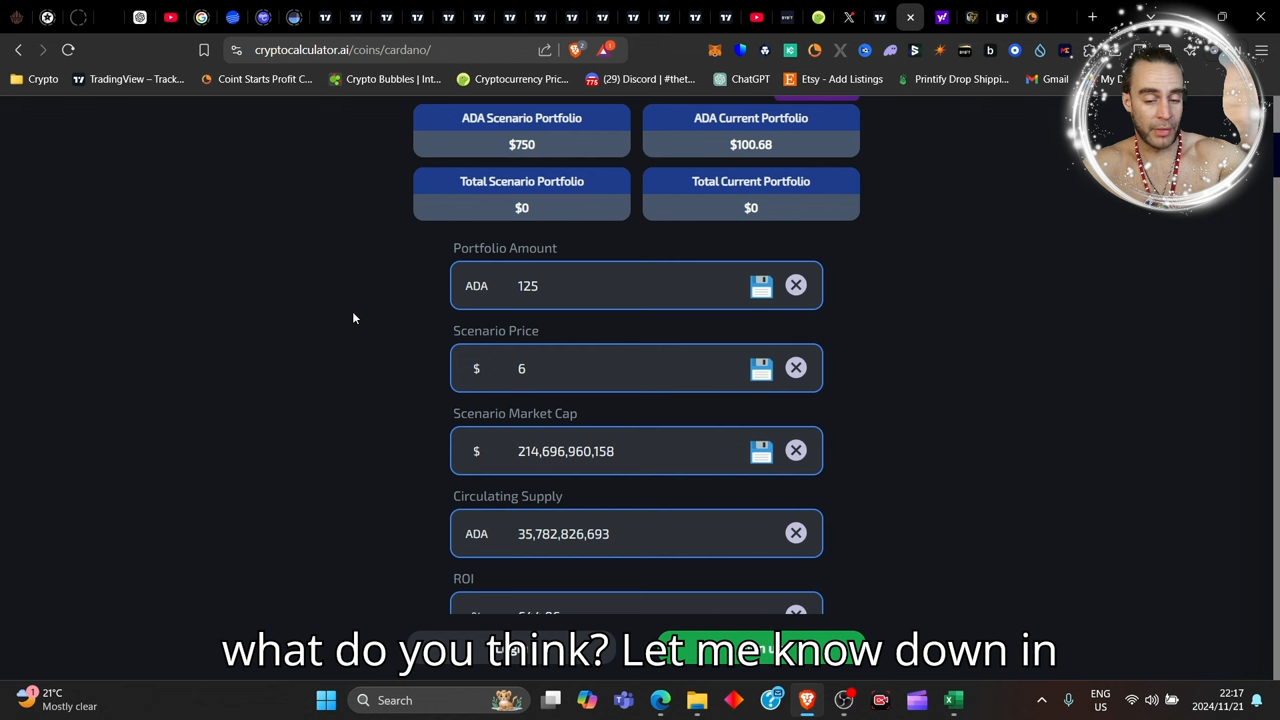 cryptocalculator.ai/coins/cardano/
Crypto
TradingView – Track...
Coint Starts Profit C...
Crypto Bubbles | Int...
Cryptocurrency Pric...
(29) Discord | #thet...
ChatGPT
Etsy - Add Listings
Printify Drop Shippi...
Gmail
ADA Scenario Portfolio
ADA Current Portfolio
$750
$100.68
Total Scenario Portfolio
Total Current Portfolio
$0
$0
Portfolio Amount
ADA 125
Scenario Price
$ 6
Scenario Market Cap
$ 214,696,960,158
Circulating Supply
ADA 35,782,826,693
ROI
what do you think? Let me know down in
21°C
Mostly clear
Search
ENG
US
22:17
2024/11/21